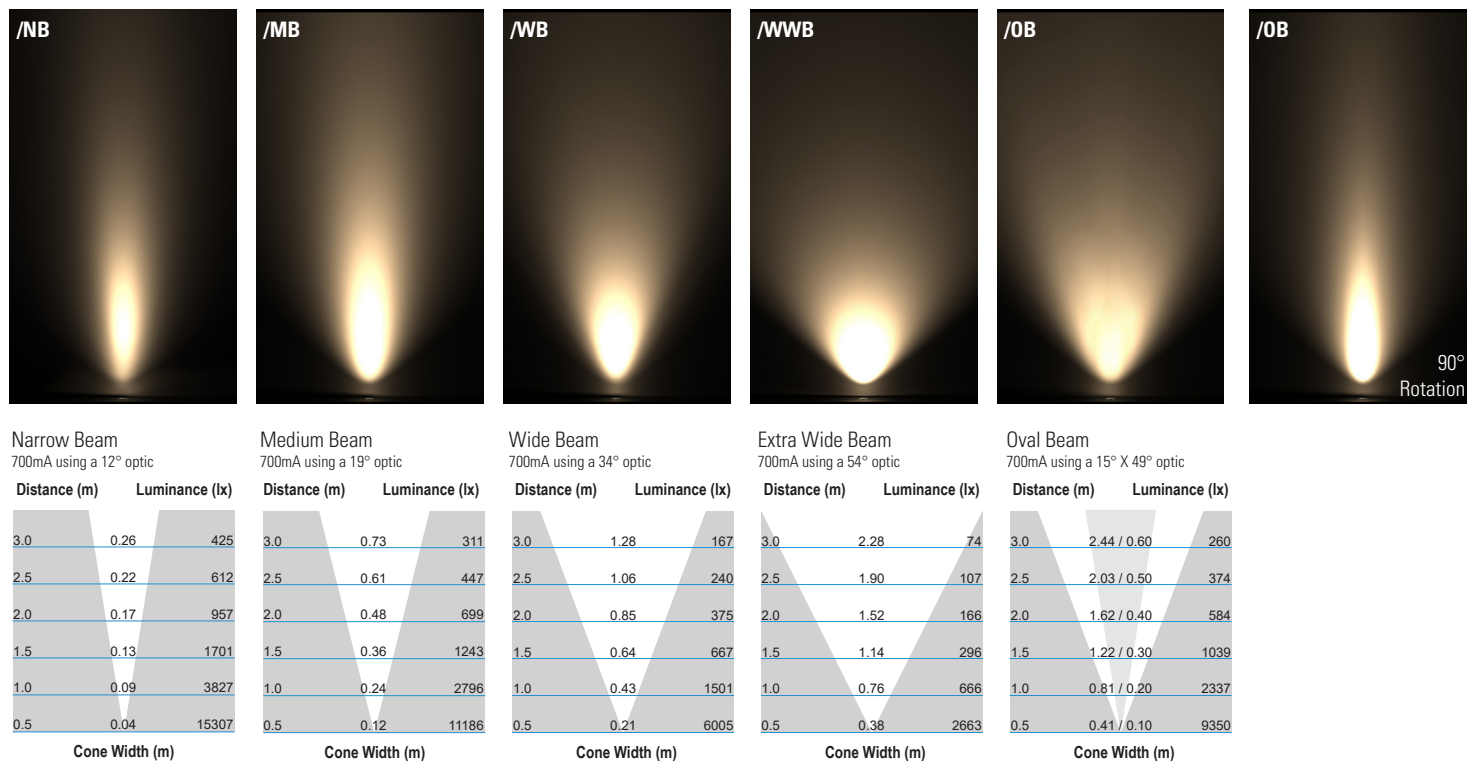 /NB
/MB
/WB
/WWB
/OB
/OB
90°
Rotation
Narrow Beam
700mA using a 12° optic
Distance (m) Luminance (lx)
3.0 0.26 425
2.5 0.22 612
2.0 0.17 957
1.5 0.13 1701
1.0 0.09 3827
0.5 0.04 15307
Cone Width (m)
Medium Beam
700mA using a 19° optic
Distance (m) Luminance (lx)
3.0 0.73 311
2.5 0.61 447
2.0 0.48 699
1.5 0.36 1243
1.0 0.24 2796
0.5 0.12 11186
Cone Width (m)
Wide Beam
700mA using a 34° optic
Distance (m) Luminance (lx)
3.0 1.28 167
2.5 1.06 240
2.0 0.85 375
1.5 0.64 667
1.0 0.43 1501
0.5 0.21 6005
Cone Width (m)
Extra Wide Beam
700mA using a 54° optic
Distance (m) Luminance (lx)
3.0 2.28 74
2.5 1.90 107
2.0 1.52 166
1.5 1.14 296
1.0 0.76 666
0.5 0.38 2663
Cone Width (m)
Oval Beam
700mA using a 15° X 49° optic
Distance (m) Luminance (lx)
3.0 2.44 / 0.60 260
2.5 2.03 / 0.50 374
2.0 1.62 / 0.40 584
1.5 1.22 / 0.30 1039
1.0 0.81 / 0.20 2337
0.5 0.41 / 0.10 9350
Cone Width (m)